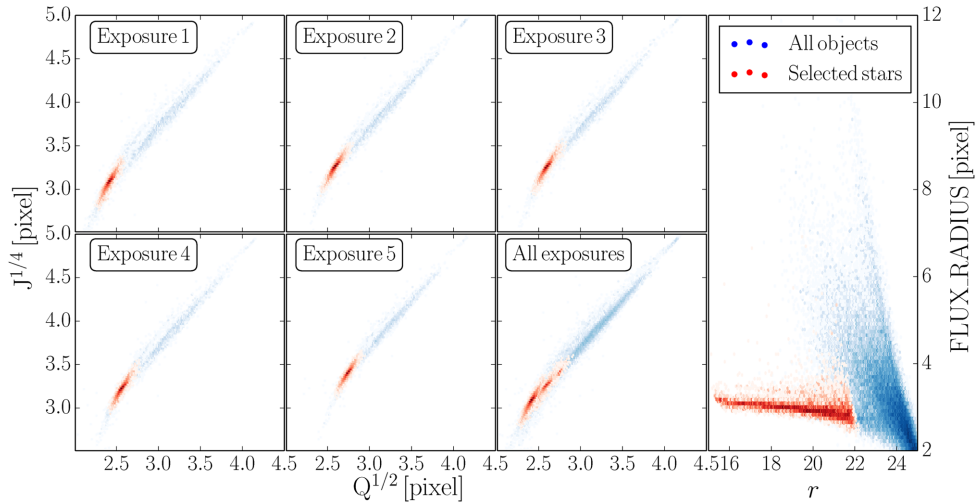 5.0
4.5
4.0
3.5
3.0
Exposure 1
Exposure 2
Exposure 3
5.0
4.5
4.0
3.5
3.0
Exposure 4
Exposure 5
All exposures
J^{1/4} [pixel]
2.5 3.0 3.5 4.0 4.5
2.5 3.0 3.5 4.0 4.5
2.5 3.0 3.5 4.0 4.5
Q^{1/2} [pixel]
All objects
Selected stars
12
10
8
6
4
2
FLUX_RADIUS [pixel]
16 18 20 22 24
r